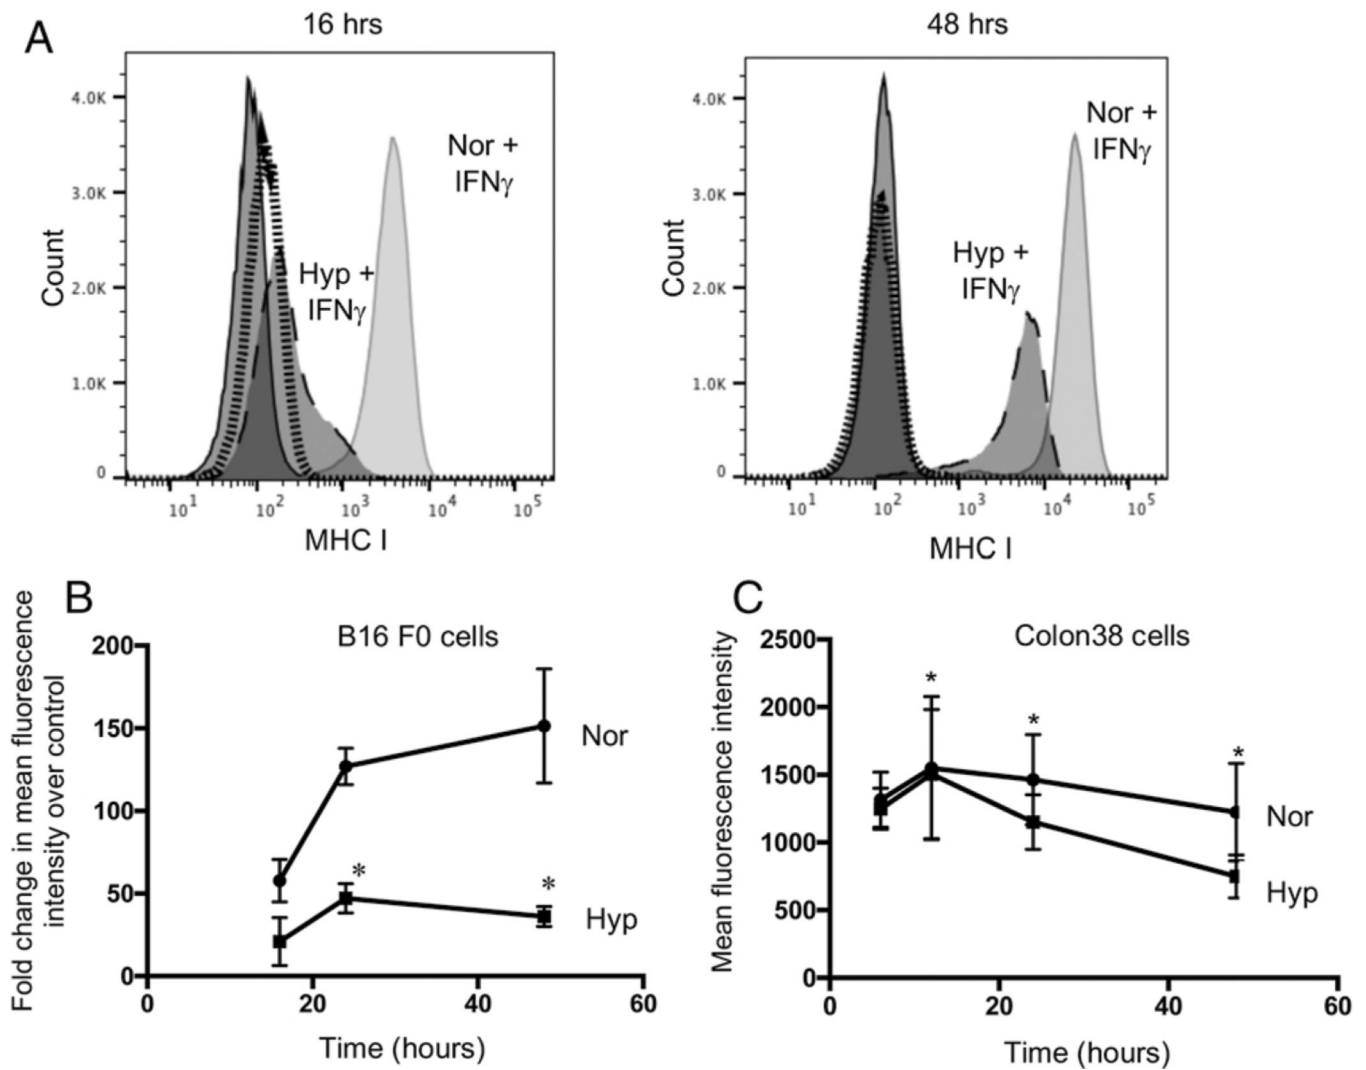 A
16 hrs
48 hrs
4.0K
3.0K
2.0K
1.0K
0
Count
Nor +
IFNγ
Hyp +
IFNγ
10¹ 10² 10³ 10⁴ 10⁵
MHC I
4.0K
3.0K
2.0K
1.0K
0
Count
Nor +
IFNγ
Hyp +
IFNγ
10¹ 10² 10³ 10⁴ 10⁵
MHC I
B
B16 F0 cells
Fold change in mean fluorescence
intensity over control
200
150
100
50
0
*
*
Nor
Hyp
0 20 40 60
Time (hours)
C
Colon38 cells
Mean fluorescence intensity
2500
2000
1500
1000
500
0
*
*
*
Nor
Hyp
0 20 40 60
Time (hours)